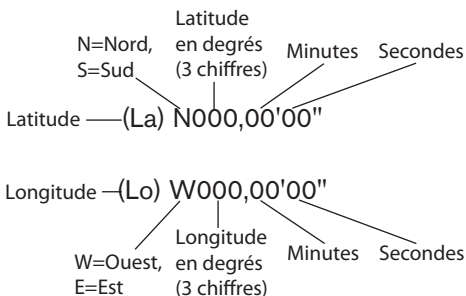 N=Nord,
S=Sud
Latitude
en degrés
(3 chiffres)
Minutes
Secondes
Latitude
(La) N000,00'00"
Longitude
(Lo) W000,00'00"
W=Ouest,
E=Est
Longitude
en degrés
(3 chiffres)
Minutes
Secondes